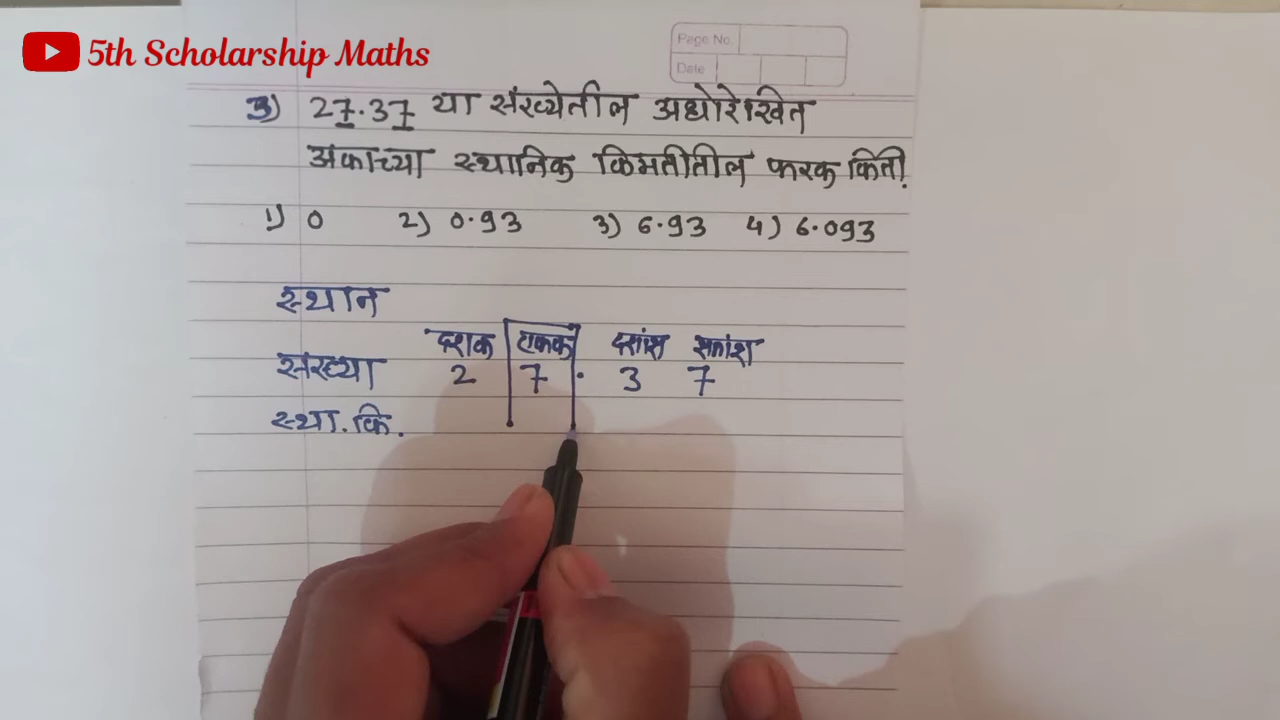 5th Scholarship Maths
Page No.
Date
3) 27.37 या संख्येतील अधोरेखित
अंकाच्या स्थानिक किंमतीतील फरक किती?
1) 0 2) 0.93 3) 6.93 4) 6.093
स्थान
दशक एकक दशांश शतांश
संख्या 2 7 . 3 7
स्था. कि.